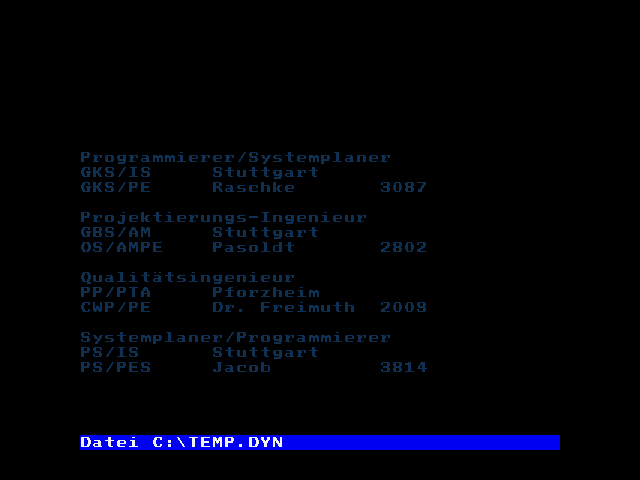 Programmierer/Systemplaner
GKS/IS Stuttgart
GKS/PE Raschke 3087
Projektierungs-Ingenieur
GBS/AM Stuttgart
OS/AMPE Pasoldt 2802
Qualitätsingenieur
PP/PTA Pforzheim
CWP/PE Dr. Freimuth 2008
Systemplaner/Programmierer
PS/IS Stuttgart
PS/PES Jacob 3814
Datei C:\TEMP.DYN